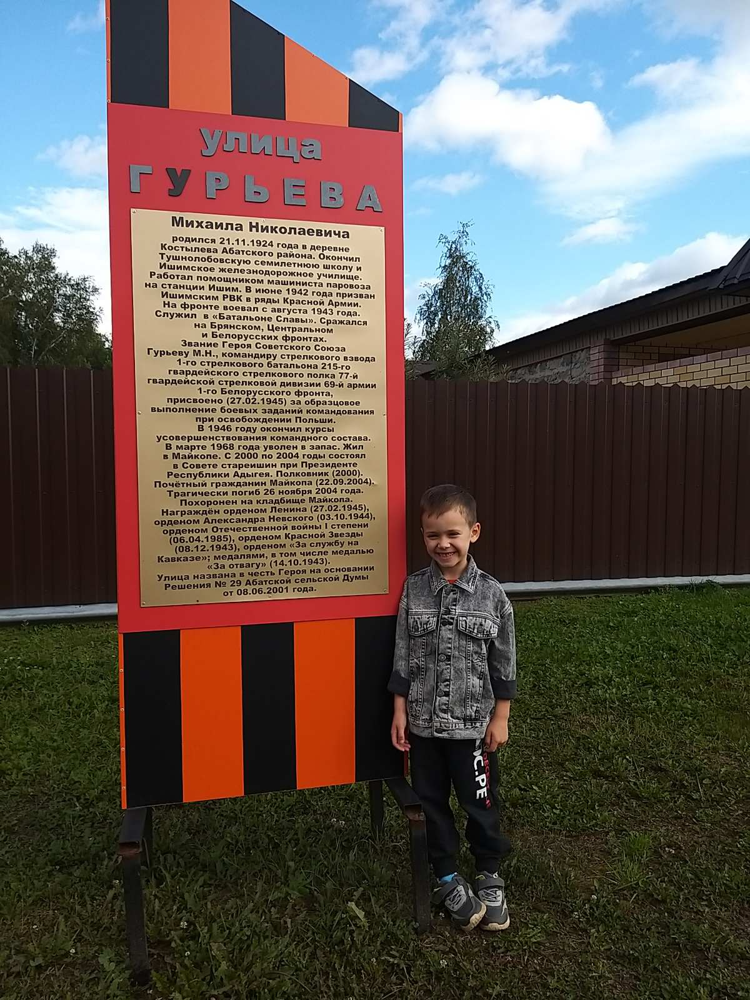 улица
ГУРЬЕВА
Михаила Николаевича
родился 21.11.1924 года в деревне
Костылева Абатского района. Окончил
Тушнолобовскую семилетнюю школу и
Ишимское железнодорожное училище.
Работал помощником машиниста паровоза
на станции Ишим. В июне 1942 года призван
Ишимским РВК в ряды Красной Армии.
На фронте воевал с августа 1943 года.
Служил в «Батальоне Славы». Сражался
на Брянском, Центральном
и Белорусских фронтах.
Звание Героя Советского Союза
Гурьеву М.Н., командиру стрелкового взвода
1-го стрелкового батальона 215-го
гвардейского стрелкового полка 77-й
гвардейской стрелковой дивизии 69-й армии
1-го Белорусского фронта,
присвоено (27.02.1945) за образцовое
выполнение боевых заданий командования
при освобождении Польши.
В 1946 году окончил курсы
усовершенствования командного состава.
В марте 1968 года уволен в запас. Жил
в Майкопе. С 2000 по 2004 годы состоял
в Совете стареишин при Президенте
Республики Адыгея. Полковник (2000).
Почётный гражданин Майкопа (22.09.2004).
Трагически погиб 26 ноября 2004 года.
Похоронен на кладбище Майкопа.
Награждён орденом Ленина (27.02.1945),
орденом Александра Невского (03.10.1944),
орденом Отечественной войны I степени
(06.04.1985), орденом Красной Звезды
(08.12.1943), орденом «За службу на
Кавказе»; медалями, в том числе медалью
«За отвагу» (14.10.1943).
Улица названа в честь Героя на основании
Решения № 29 Абатской сельской Думы
от 08.06.2001 года.
DC.PE